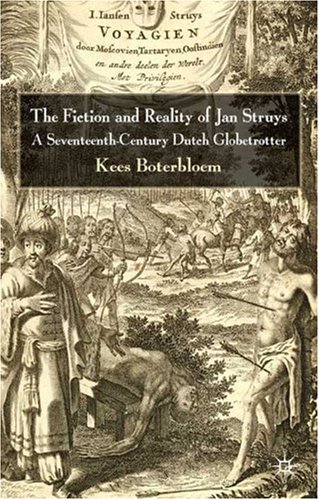 I. Iansen Struys
VOYAGIEN
door Moscovien, Tartaryen, Oostindien
en andre deelen der Werelt.
Met Privilegien.
The Fiction and Reality of Jan Struys
A Seventeenth-Century Dutch Globetrotter
Kees Boterbloem